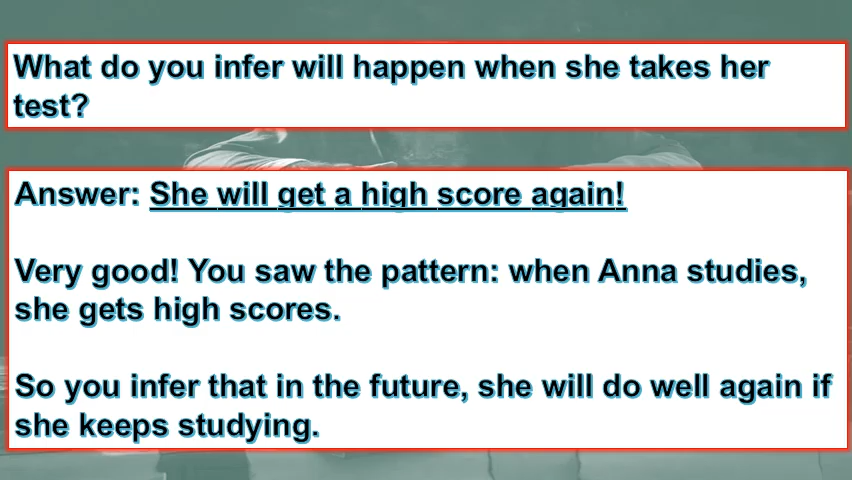 What do you infer will happen when she takes her
test?
Answer: She will get a high score again!
Very good! You saw the pattern: when Anna studies,
she gets high scores.
So you infer that in the future, she will do well again if
she keeps studying.